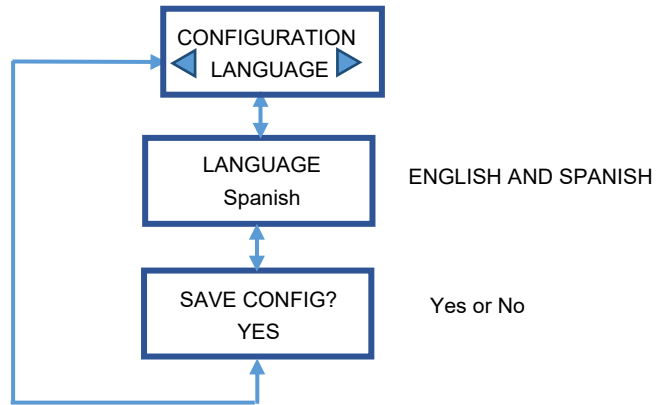 CONFIGURATION
LANGUAGE
LANGUAGE
Spanish
ENGLISH AND SPANISH
SAVE CONFIG?
YES
Yes or No